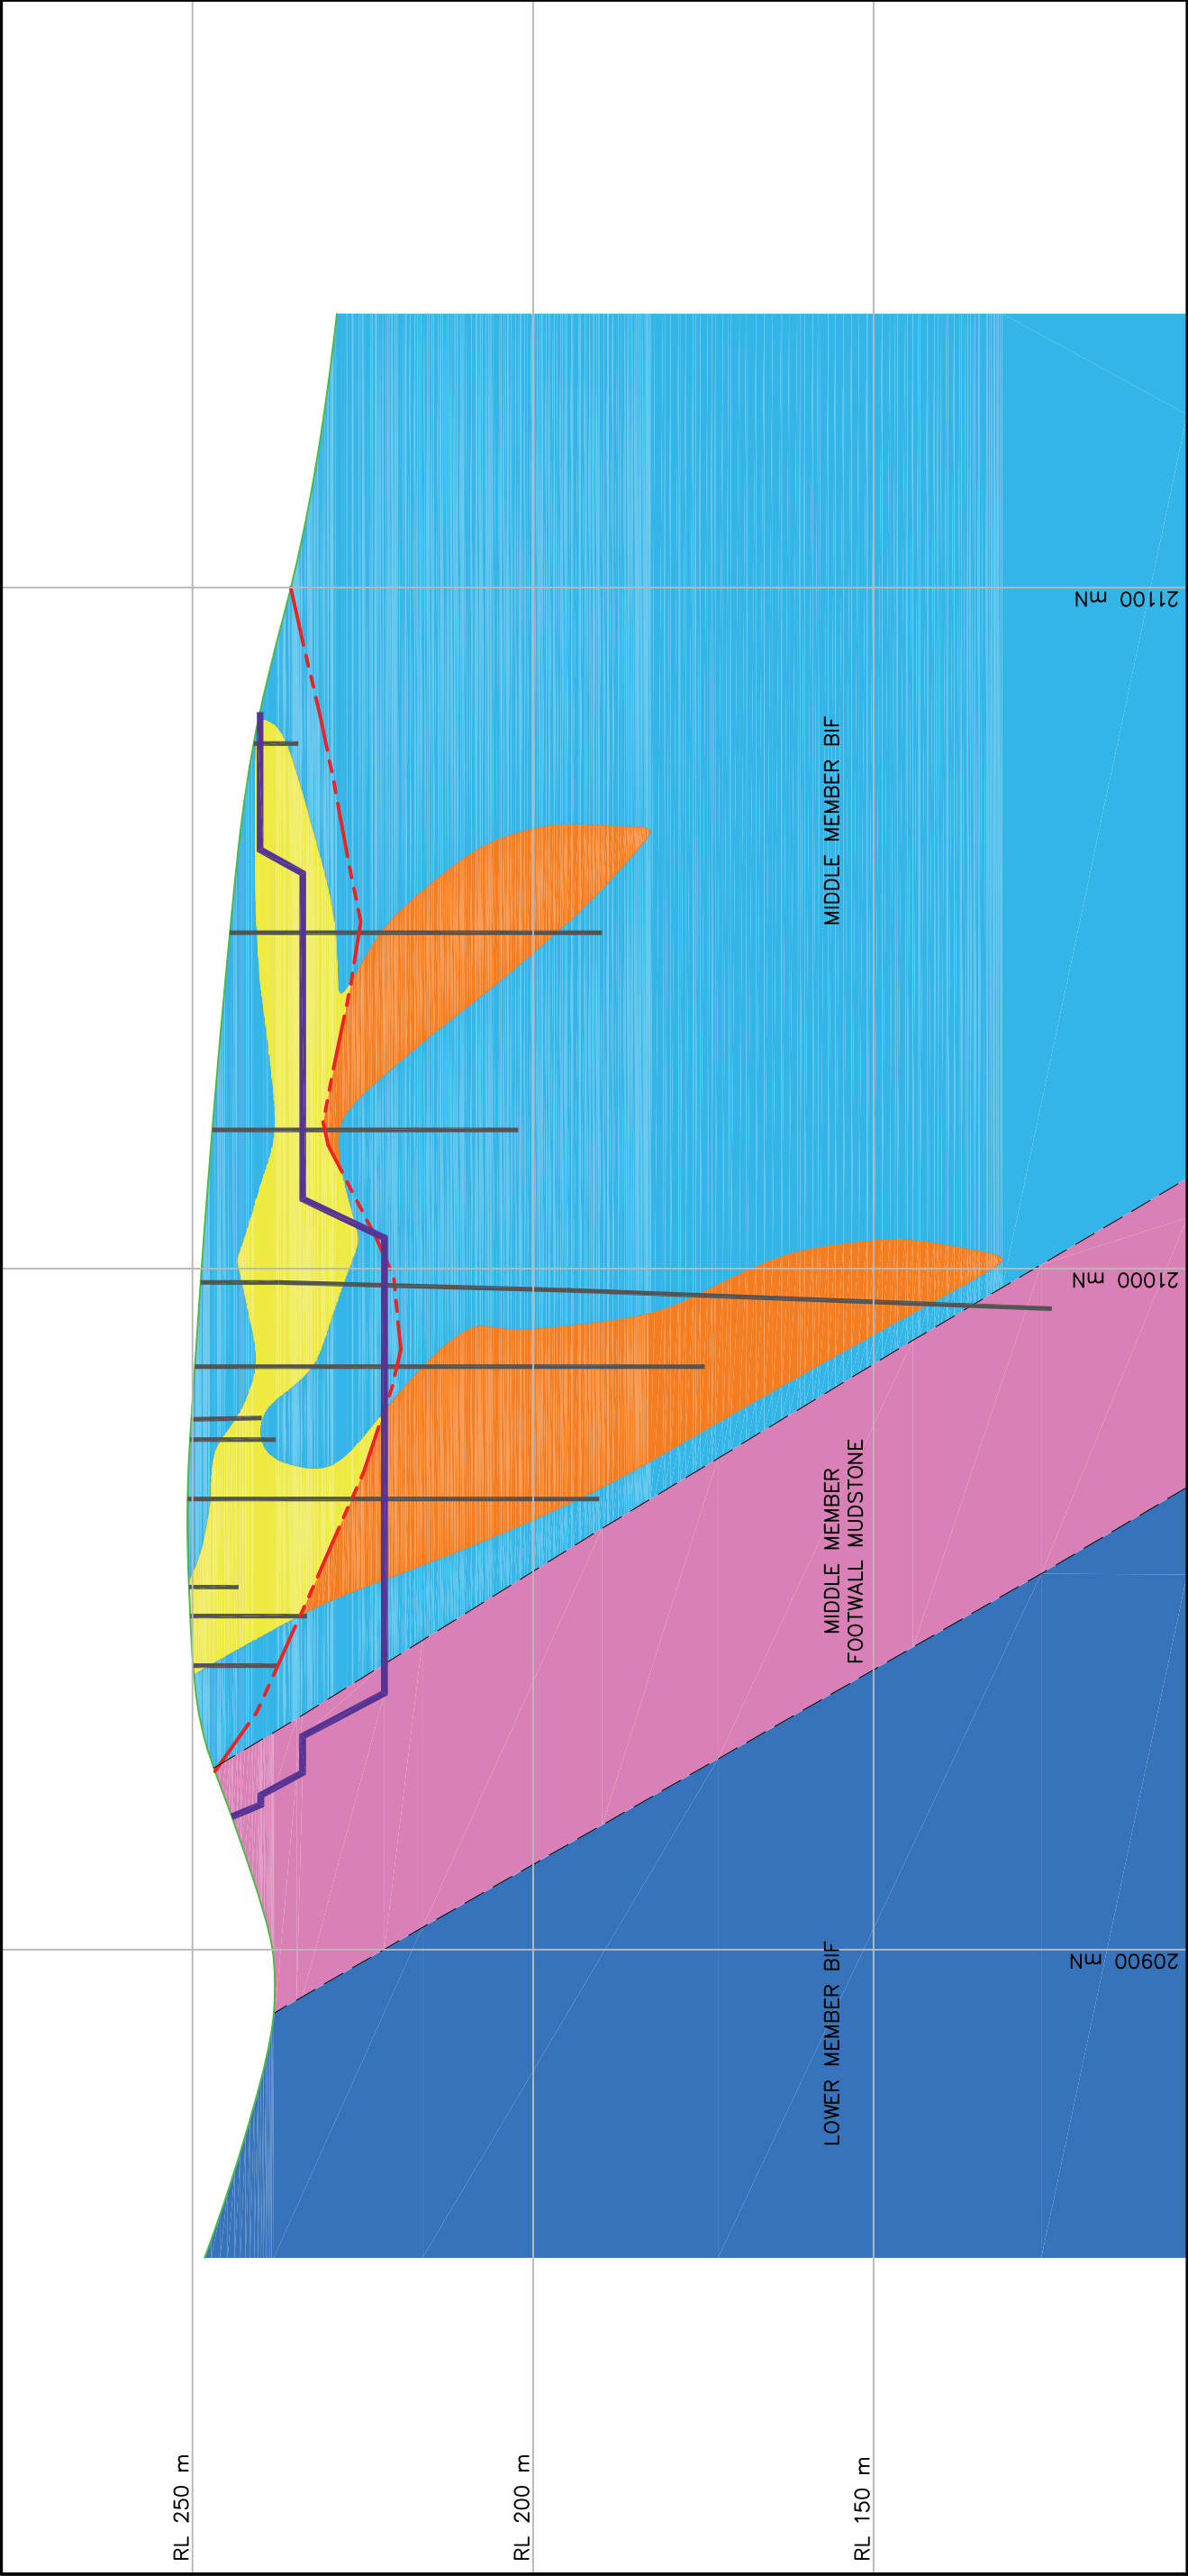 RL 250 m
RL 200 m
RL 150 m
LOWER MEMBER BIF
MIDDLE MEMBER
FOOTWALL MUDSTONE
MIDDLE MEMBER BIF
20900 mN
21000 mN
21100 mN